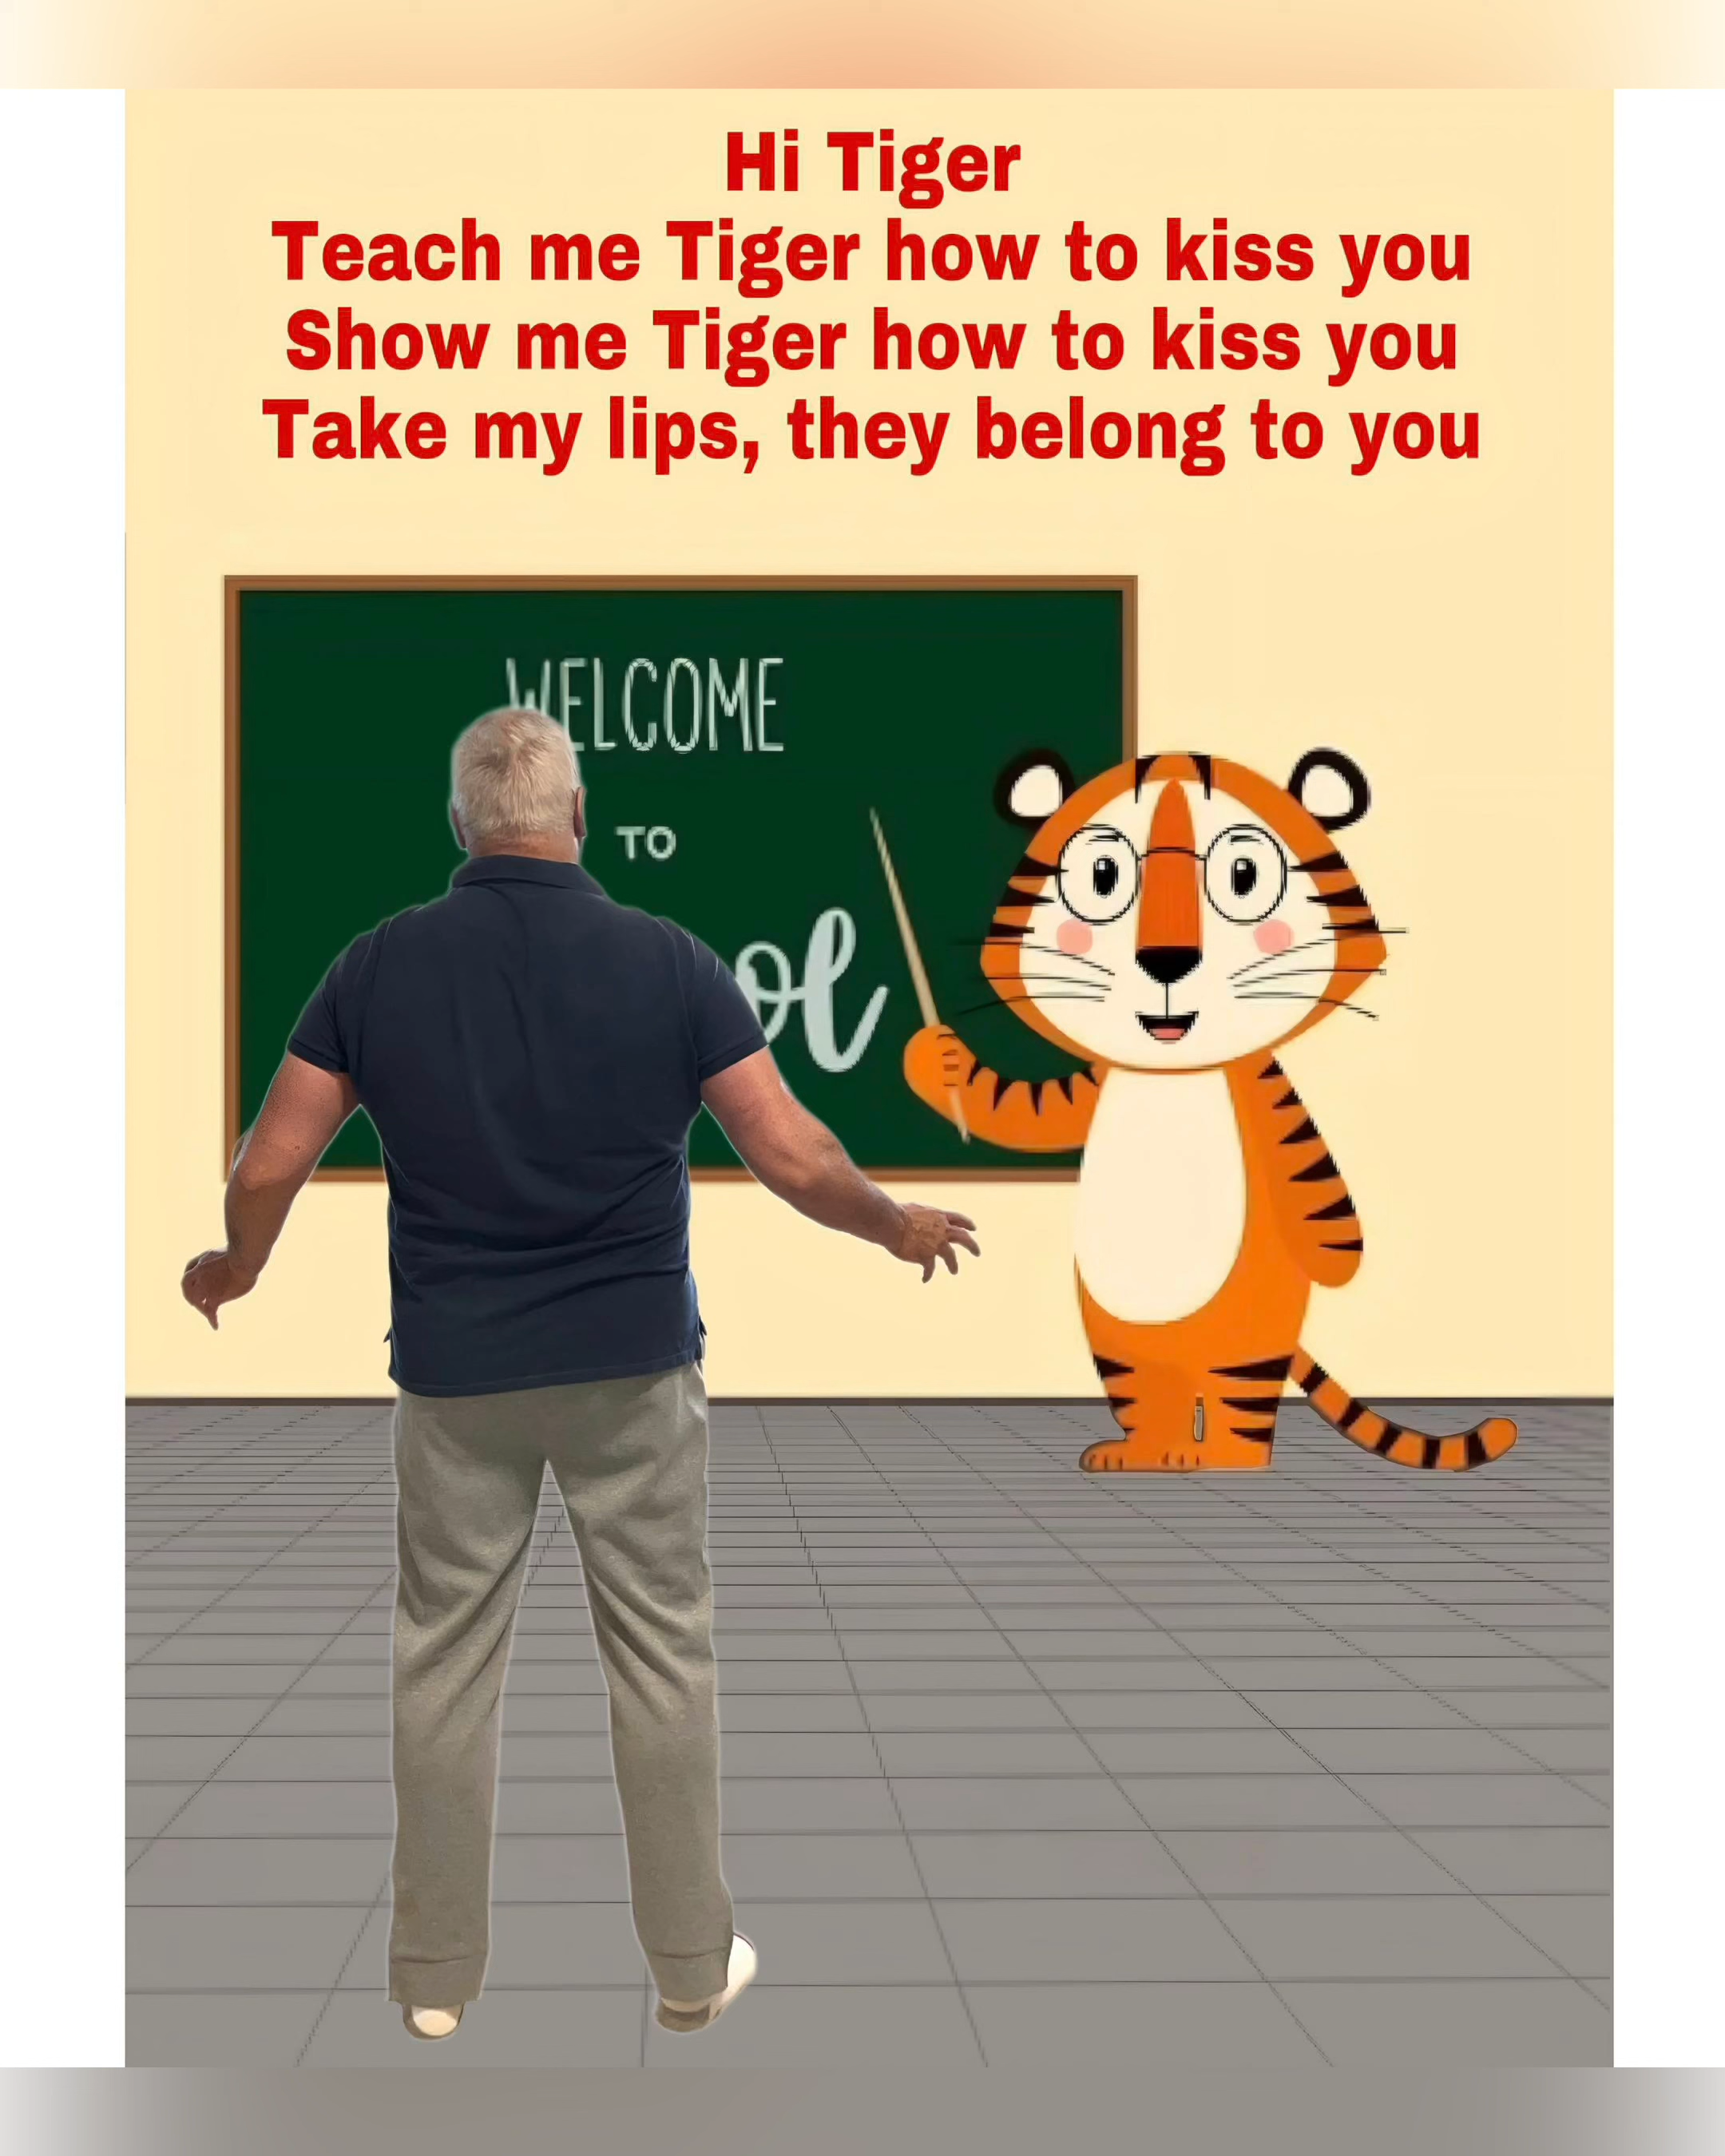 Hi Tiger
Teach me Tiger how to kiss you
Show me Tiger how to kiss you
Take my lips, they belong to you
WELCOME
TO